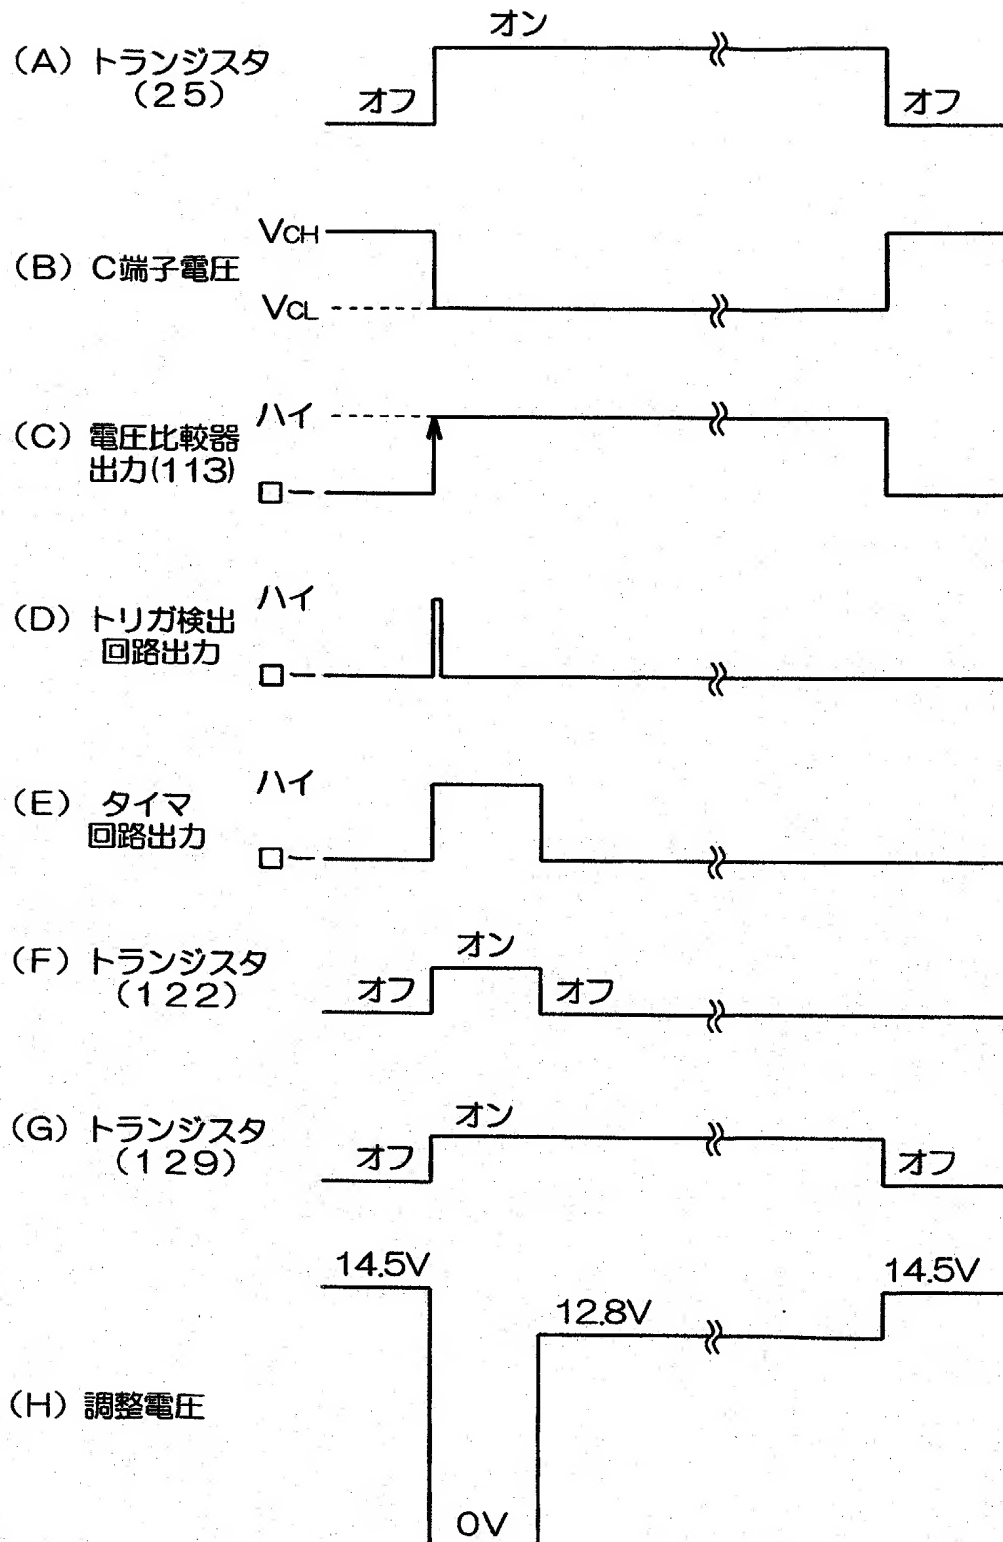 オン
(A) トランジスタ
(25)
オフ
オフ
VCH
(B) C端子電圧
VCL
ハイ
(C) 電圧比較器
出力(113)
ロー
ハイ
(D) トリガ検出
回路出力
ロー
ハイ
(E) タイマ
回路出力
ロー
オン
(F) トランジスタ
(122)
オフ
オフ
オン
(G) トランジスタ
(129)
オフ
オフ
14.5V
14.5V
12.8V
(H) 調整電圧
0V